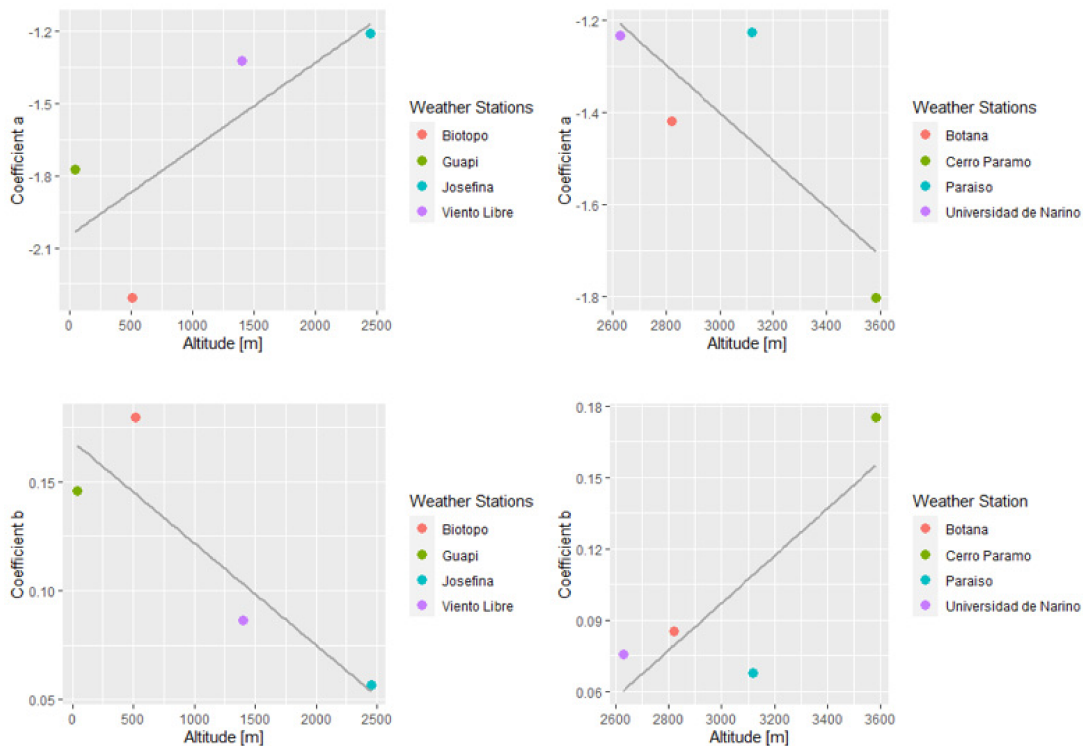 -1.2
-1.5
-1.8
-2.1
Coefficient a
0
500
1000
1500
2000
2500
Altitude [m]
Weather Stations
Biotopo
Guapi
Josefina
Viento Libre
-1.2
-1.4
-1.6
-1.8
Coefficient a
2600
2800
3000
3200
3400
3600
Altitude [m]
Weather Stations
Botana
Cerro Paramo
Paraiso
Universidad de Narino
0.15
0.10
0.05
Coefficient b
0
500
1000
1500
2000
2500
Altitude [m]
Weather Stations
Biotopo
Guapi
Josefina
Viento Libre
0.18
0.15
0.12
0.09
0.06
Coefficient b
2600
2800
3000
3200
3400
3600
Altitude [m]
Weather Station
Botana
Cerro Paramo
Paraiso
Universidad de Narino